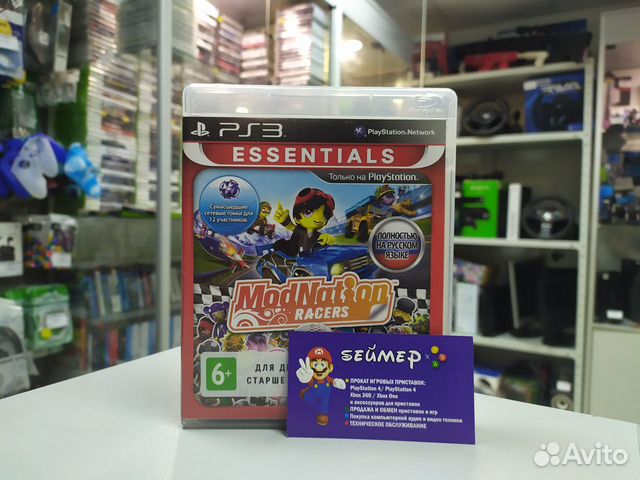 PS3
PlayStation Network
ESSENTIALS
Только на PlayStation.
Сумасшедшие
сетевые гонки для
12 участников.
ПОЛНОСТЬЮ
НА РУССКОМ
ЯЗЫКЕ
ModNation
RACERS
6+
ДЛЯ
СТАРШЕ
SЕЙМЕР
• ПРОКАТ ИГРОВЫХ ПРИСТАВОК:
PlayStation 4/ PlayStation 4
Xbox 360 / Xbox One
и аксессуаров для приставок
• ПРОДАЖА И ОБМЕН приставок и игр
• Покупка компьютерной аудио и видео техники
• ТЕХНИЧЕСКОЕ ОБСЛУЖИВАНИЕ
Avito